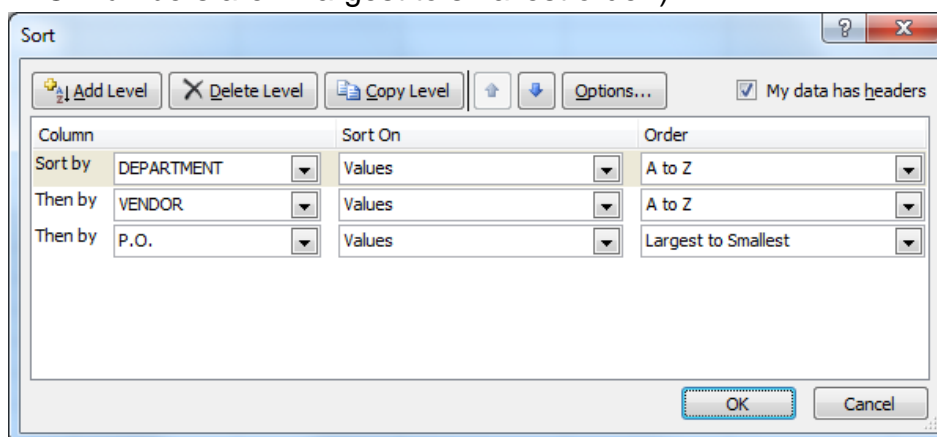 Sort
Add Level Delete Level Copy Level Options... My data has headers
Column Sort On Order
Sort by DEPARTMENT Values A to Z
Then by VENDOR Values A to Z
Then by P.O. Values Largest to Smallest
OK Cancel